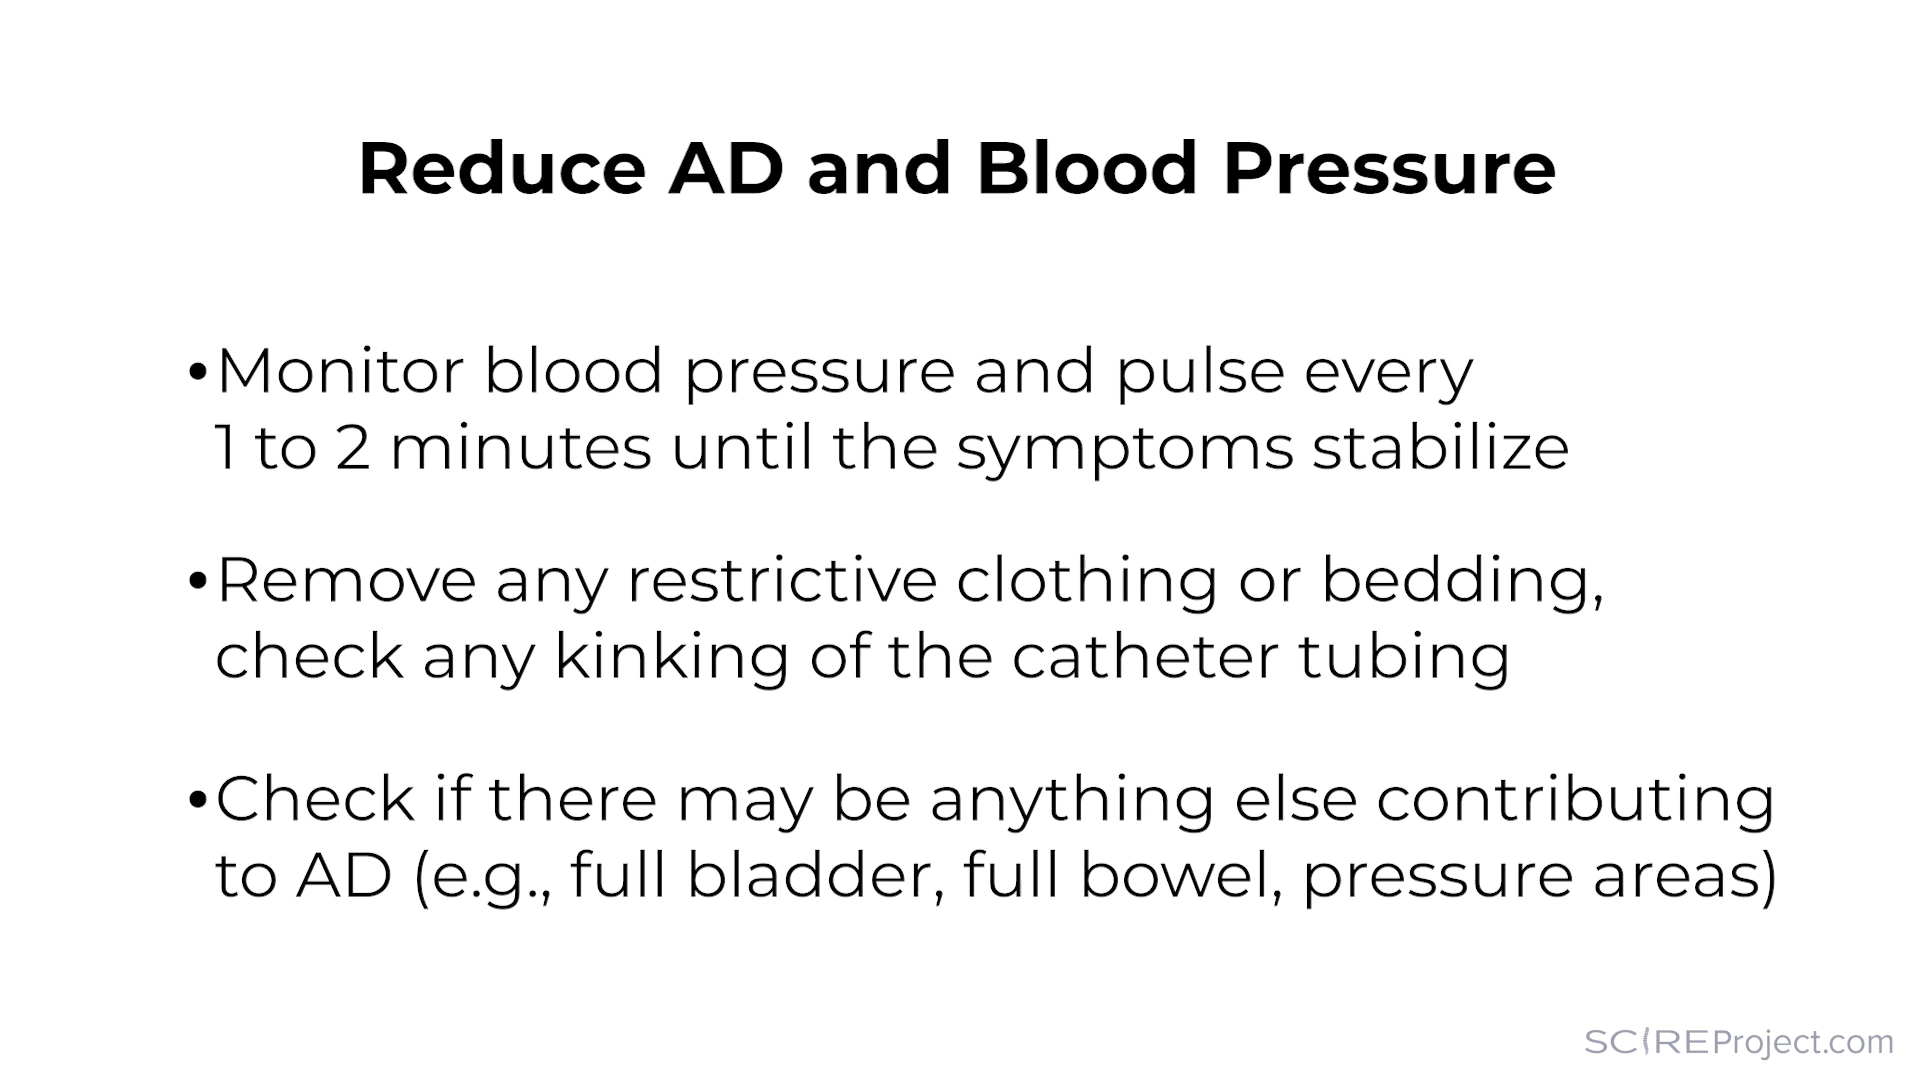 Reduce AD and Blood Pressure
•Monitor blood pressure and pulse every
1 to 2 minutes until the symptoms stabilize
•Remove any restrictive clothing or bedding,
check any kinking of the catheter tubing
•Check if there may be anything else contributing
to AD (e.g., full bladder, full bowel, pressure areas)
SCIREProject.com